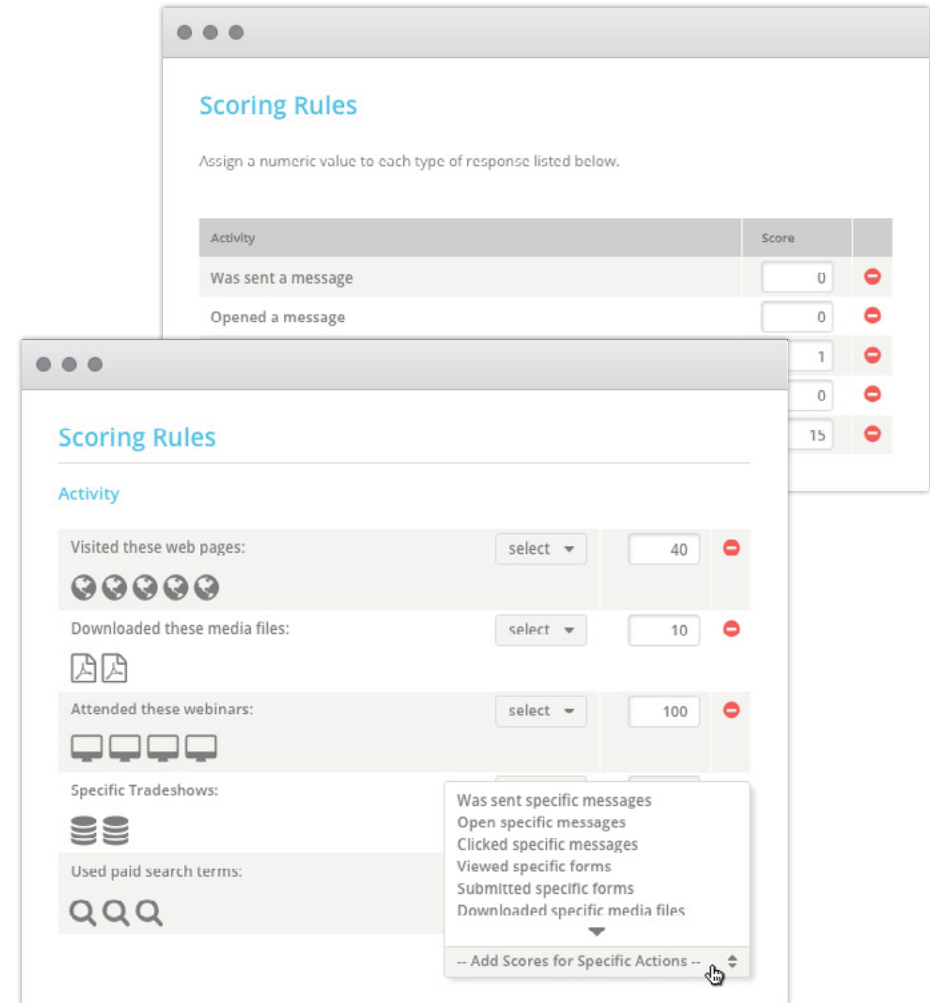 Scoring Rules
Assign a numeric value to each type of response listed below.
Activity Score
Was sent a message 0
Opened a message 0
1
0
15
Scoring Rules
Activity
Visited these web pages: select 40
Downloaded these media files: select 10
Attended these webinars: select 100
Specific Tradeshows:
Used paid search terms:
Was sent specific messages
Open specific messages
Clicked specific messages
Viewed specific forms
Submitted specific forms
Downloaded specific media files
-- Add Scores for Specific Actions --